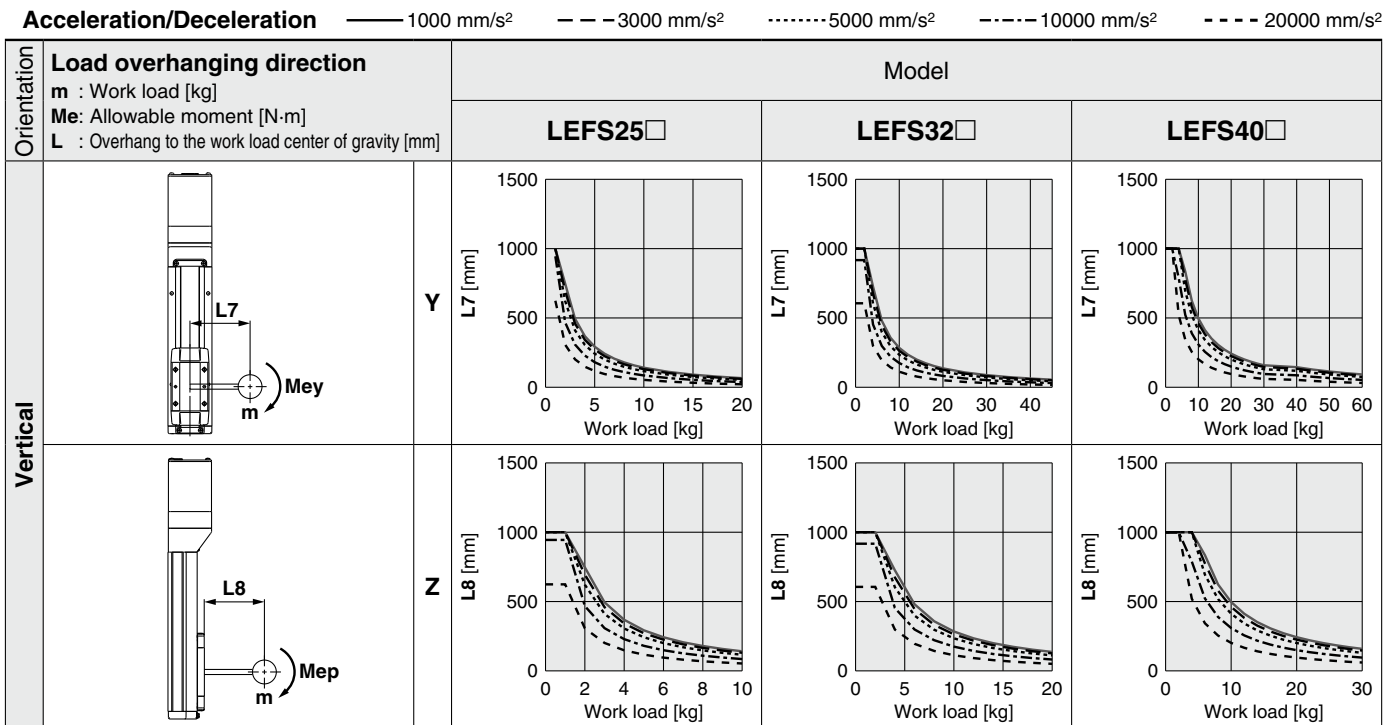 Acceleration/Deceleration 1000 mm/s² 3000 mm/s² 5000 mm/s² 10000 mm/s² 20000 mm/s²
Orientation
Load overhanging direction
m : Work load [kg]
Me: Allowable moment [N·m]
L : Overhang to the work load center of gravity [mm]
Model
LEFS25□ LEFS32□ LEFS40□
Vertical
L7
Mey
m
Y
L7 [mm]
1500
1000
500
0
0 5 10 15 20
Work load [kg]
L7 [mm]
1500
1000
500
0
0 10 20 30 40
Work load [kg]
L7 [mm]
1500
1000
500
0
0 10 20 30 40 50 60
Work load [kg]
L8
Mep
m
Z
L8 [mm]
1500
1000
500
0
0 2 4 6 8 10
Work load [kg]
L8 [mm]
1500
1000
500
0
0 5 10 15 20
Work load [kg]
L8 [mm]
1500
1000
500
0
0 10 20 30
Work load [kg]